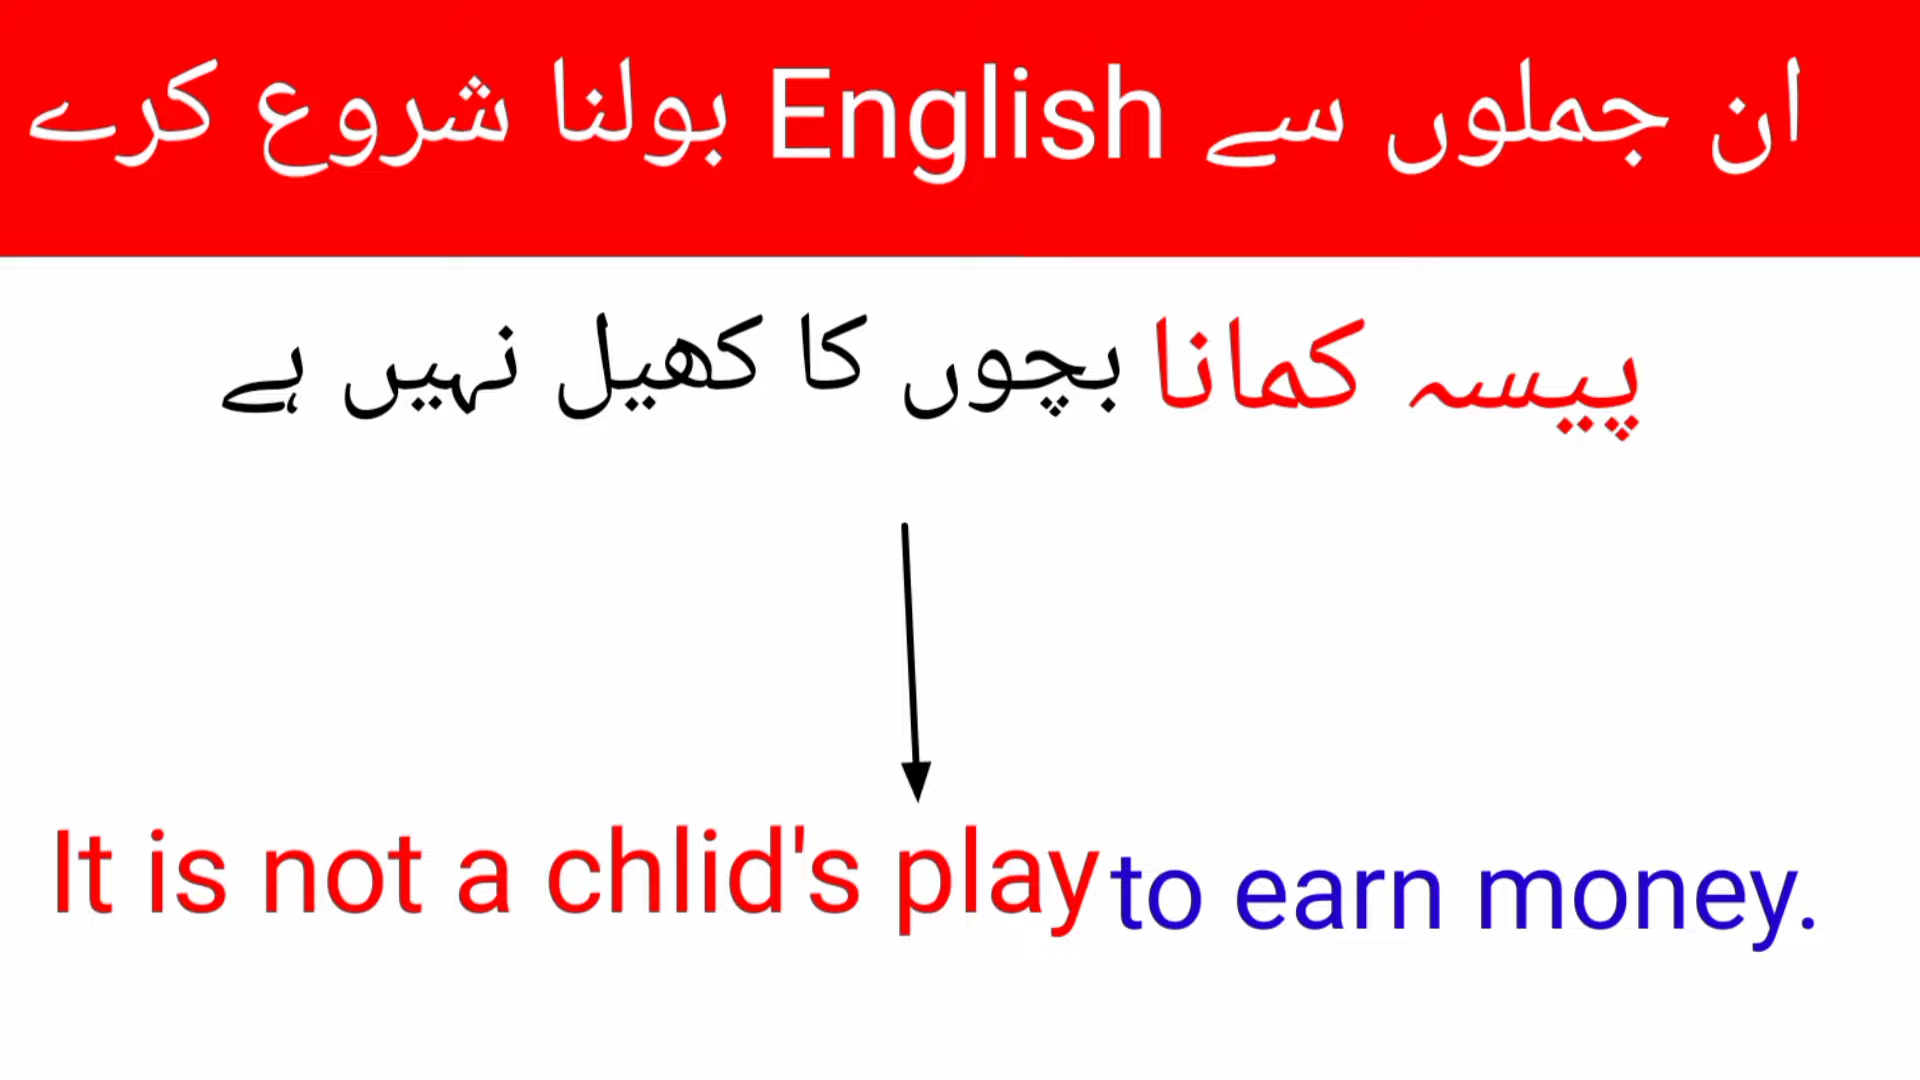 ان جملوں سے English بولنا شروع کرے
پیسہ کمانا بچوں کا کھیل نہیں ہے
It is not a chlid's play to earn money.